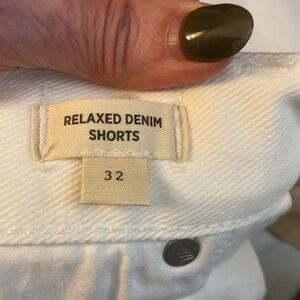 RELAXED DENIM
SHORTS
32